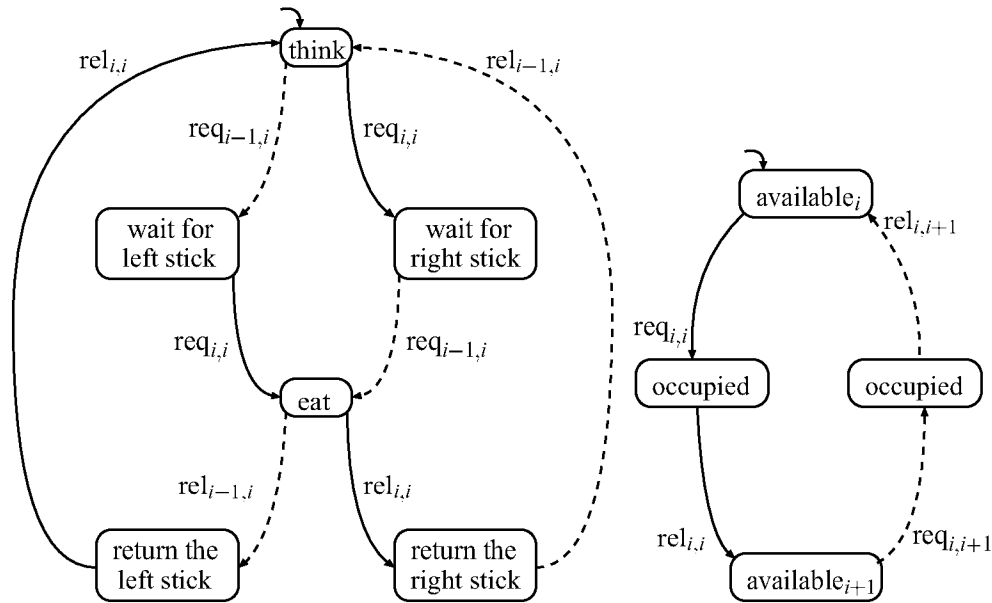 think
rel_{i,i}
rel_{i−1,i}
req_{i−1,i}
req_{i,i}
wait for
left stick
wait for
right stick
req_{i,i}
req_{i−1,i}
eat
rel_{i−1,i}
rel_{i,i}
return the
left stick
return the
right stick
available_i
rel_{i,i+1}
req_{i,i}
occupied
occupied
rel_{i,i}
req_{i,i+1}
available_{i+1}